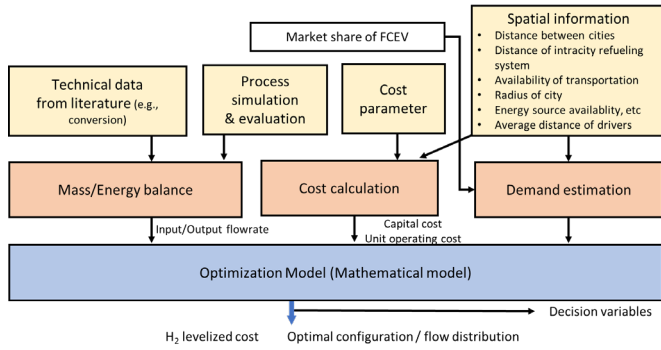 Spatial information
• Distance between cities
• Distance of intracity refueling
system
• Availability of transportation
• Radius of city
• Energy source availablity, etc
• Average distance of drivers
Market share of FCEV
Technical data
from literature (e.g.,
conversion)
Process
simulation
& evaluation
Cost
parameter
Mass/Energy balance
Cost calculation
Demand estimation
Input/Output flowrate
Capital cost
Unit operating cost
Optimization Model (Mathematical model)
Decision variables
H₂ levelized cost
Optimal configuration / flow distribution